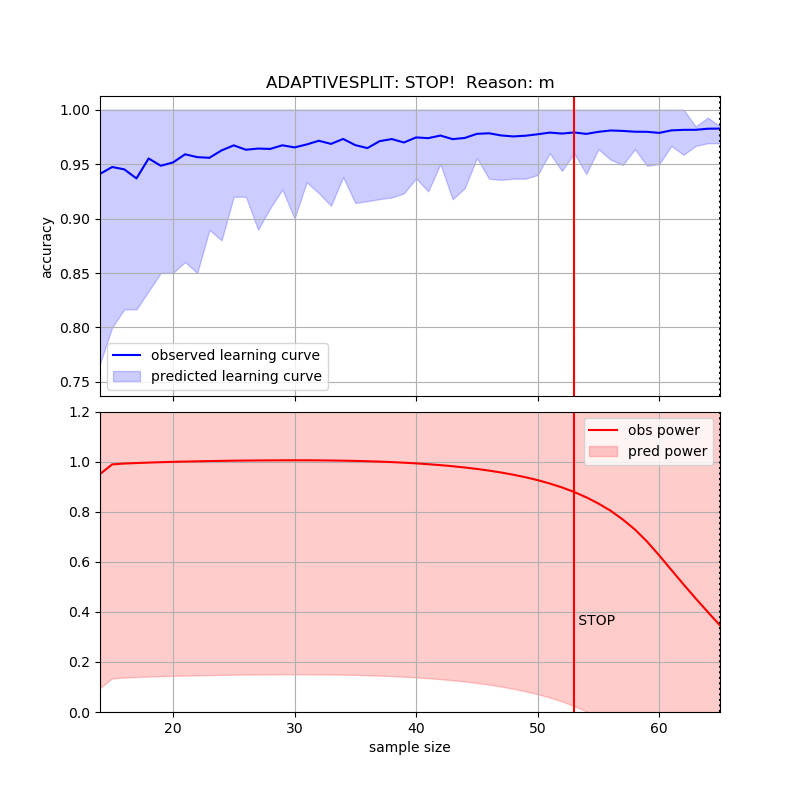 ADAPTIVESPLIT: STOP!  Reason: m
1.00
0.95
0.90
0.85
0.80
0.75
accuracy
observed learning curve
predicted learning curve
1.2
1.0
0.8
0.6
0.4
0.2
0.0
obs power
pred power
STOP
20 30 40 50 60
sample size